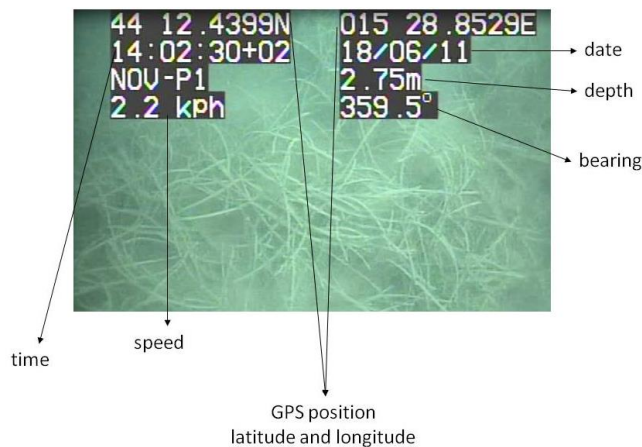 44 12.4399N 015 28.8529E
14:02:30+02 18/06/11
NOV-P1 2.75m
2.2 kph 359.5°
date
depth
bearing
time
speed
GPS position
latitude and longitude